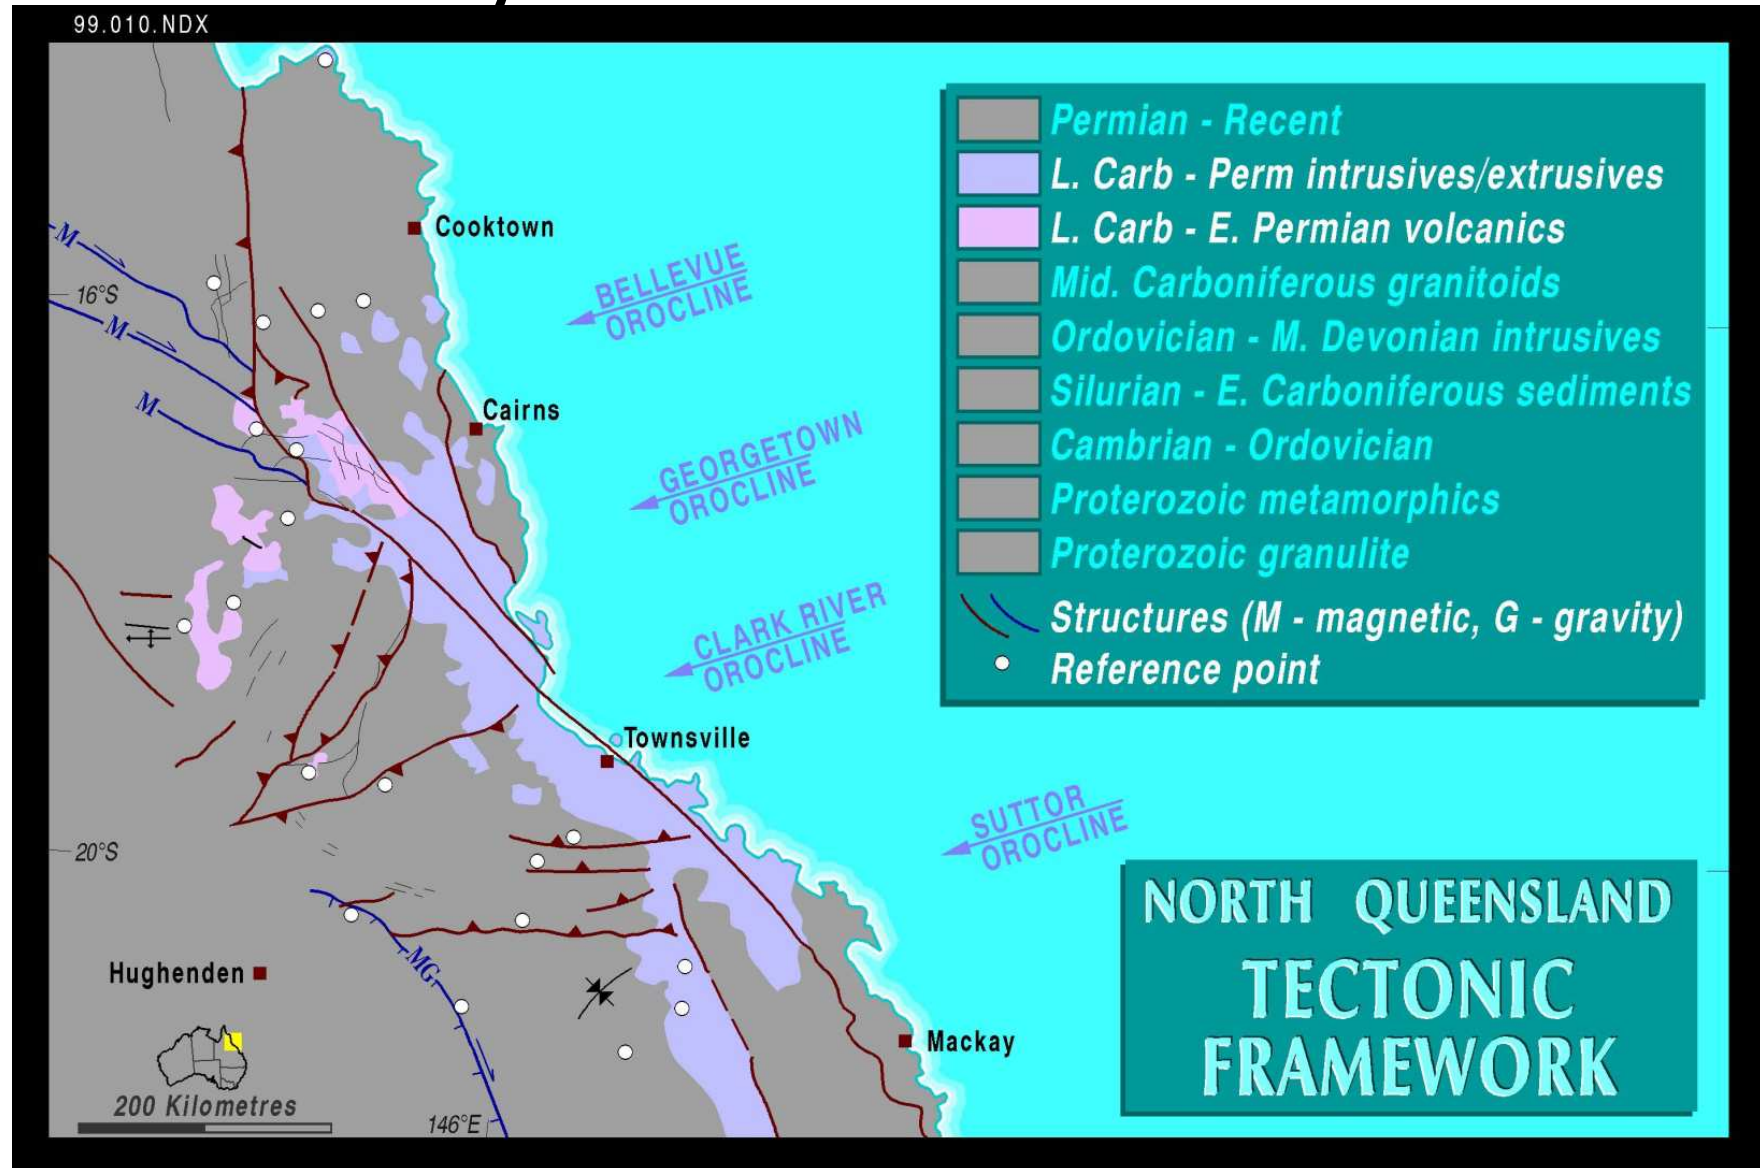 99.010.NDX
Permian - Recent
L. Carb - Perm intrusives/extrusives
L. Carb - E. Permian volcanics
Mid. Carboniferous granitoids
Ordovician - M. Devonian intrusives
Silurian - E. Carboniferous sediments
Cambrian - Ordovician
Proterozoic metamorphics
Proterozoic granulite
Structures (M - magnetic, G - gravity)
Reference point
Cooktown
M
16°S
M
BELLEVUE
OROCLINE
M
Cairns
GEORGETOWN
OROCLINE
CLARK RIVER
OROCLINE
Townsville
SUTTOR
OROCLINE
20°S
NORTH QUEENSLAND
TECTONIC
FRAMEWORK
MG
Hughenden
Mackay
200 Kilometres
146°E